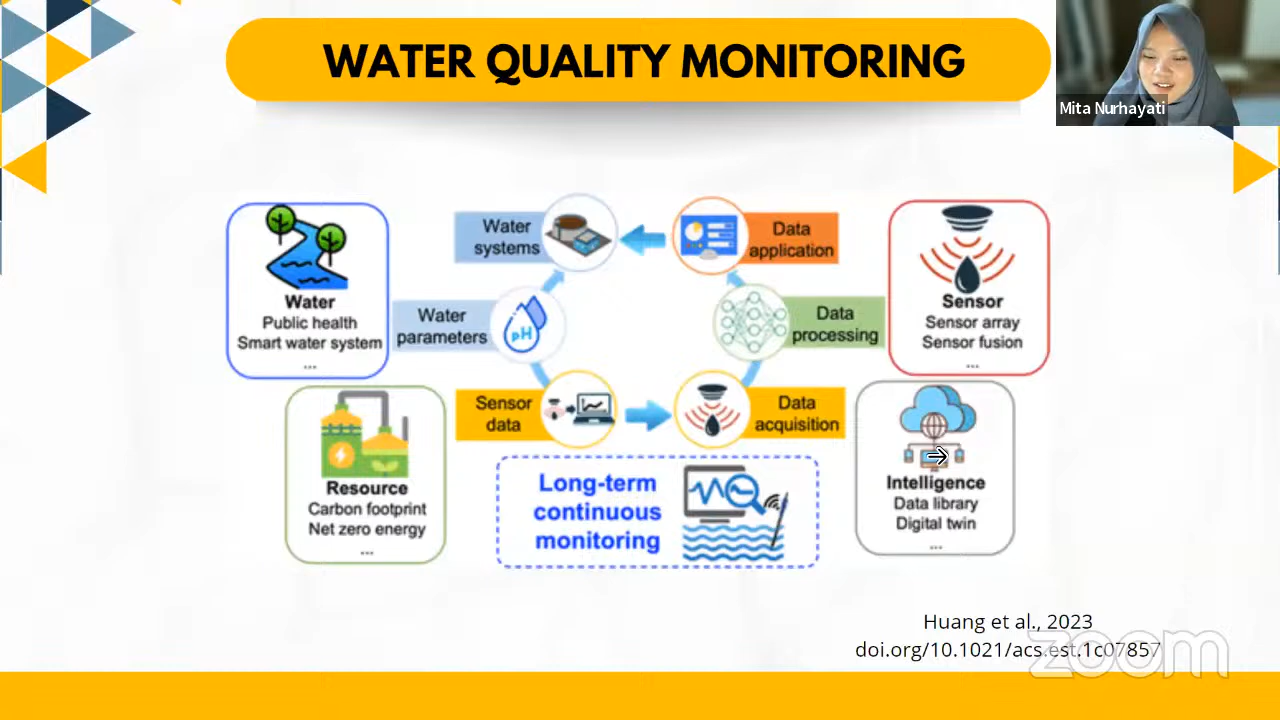 WATER QUALITY MONITORING
Mita Nurhayati
Water
Public health
Smart water system
...
Water
systems
Data
application
Water
parameters
pH
Data
processing
Sensor
Sensor array
Sensor fusion
...
Sensor
data
Data
acquisition
Resource
Carbon footprint
Net zero energy
...
Long-term
continuous
monitoring
Intelligence
Data library
Digital twin
...
Huang et al., 2023
doi.org/10.1021/acs.est.1c07857
zoom